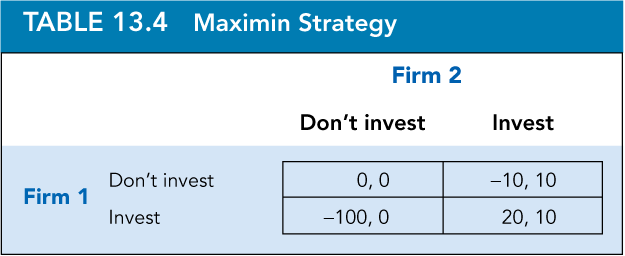 TABLE 13.4 Maximin Strategy
Firm 2
Don’t invest Invest
Firm 1
Don’t invest 0, 0 –10, 10
Invest –100, 0 20, 10